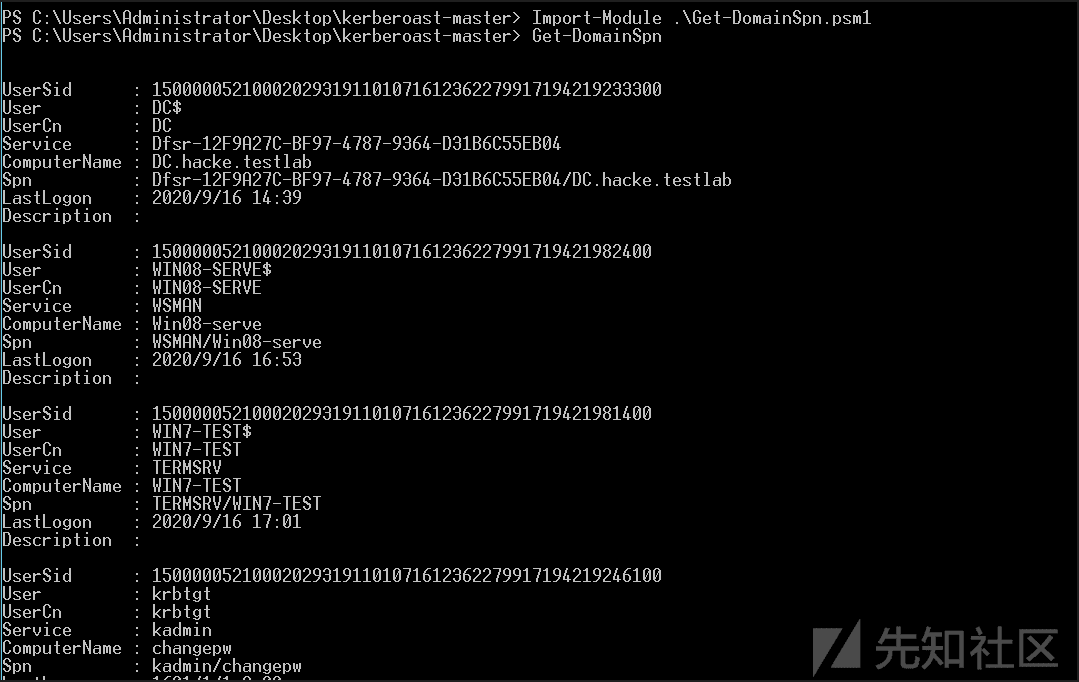 PS C:\Users\Administrator\Desktop\kerberoast-master> Import-Module .\Get-DomainSpn.psm1
PS C:\Users\Administrator\Desktop\kerberoast-master> Get-DomainSpn
UserSid : 150000052100020293191101071612362279917194219233300
User : DC$
UserCn : DC
Service : Dfsr-12F9A27C-BF97-4787-9364-D31B6C55EB04
ComputerName : DC.hacke.testlab
Spn : Dfsr-12F9A27C-BF97-4787-9364-D31B6C55EB04/DC.hacke.testlab
LastLogon : 2020/9/16 14:39
Description :
UserSid : 15000005210002029319110107161236227991719421982400
User : WIN08-SERVE$
UserCn : WIN08-SERVE
Service : WSMAN
ComputerName : Win08-serve
Spn : WSMAN/Win08-serve
LastLogon : 2020/9/16 16:53
Description :
UserSid : 15000005210002029319110107161236227991719421981400
User : WIN7-TEST$
UserCn : WIN7-TEST
Service : TERMSRV
ComputerName : WIN7-TEST
Spn : TERMSRV/WIN7-TEST
LastLogon : 2020/9/16 17:01
Description :
UserSid : 150000052100020293191101071612362279917194219246100
User : krbtgt
UserCn : krbtgt
Service : kadmin
ComputerName : changepw
Spn : kadmin/changepw
先知社区